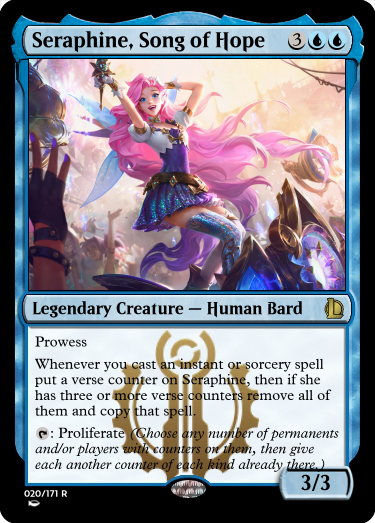 Seraphine, Song of Hope 3
Legendary Creature — Human Bard
Prowess
Whenever you cast an instant or sorcery spell
put a verse counter on Seraphine, then if she
has three or more verse counters remove all of
them and copy that spell.
: Proliferate (Choose any number of permanents
and/or players with counters on them, then give
each another counter of each kind already there.)
3/3
020/171 R